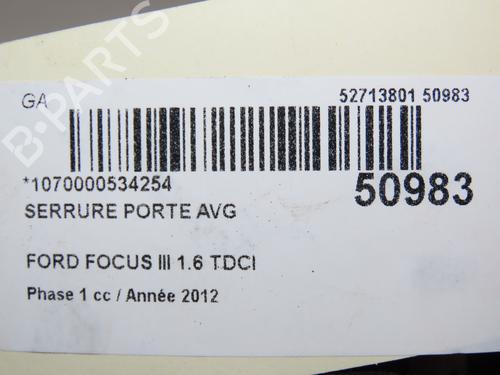 GA
52713801 50983
*1070000534254
50983
SERRURE PORTE AVG
FORD FOCUS III 1.6 TDCI
Phase 1 cc / Année 2012
B-PARTS